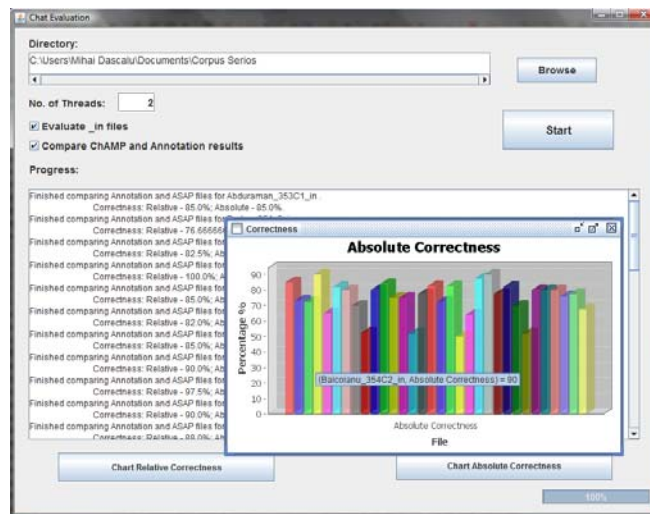 Chat Evaluation
Directory:
C:\Users\Mihai Dascalu\Documents\Corpus Serios
Browse
No. of Threads: 2
Evaluate _in files
Start
Compare ChAMP and Annotation results
Progress:
Finished comparing Annotation and ASAP files for Abduraman_353C1_in
Correctness: Relative - 85.0%; Absolute - 85.0%
Finished comparing Annotation and ASAP files for
Correctness: Relative - 76.66666
Finished comparing Annotation and ASAP files for
Correctness: Relative - 82.5%; Ab
Finished comparing Annotation and ASAP files for
Correctness: Relative - 100.0%; A
Finished comparing Annotation and ASAP files for
Correctness: Relative - 85.0%; Ab
Finished comparing Annotation and ASAP files for
Correctness: Relative - 82.0%; Ab
Finished comparing Annotation and ASAP files for
Correctness: Relative - 85.0%; Ab
Finished comparing Annotation and ASAP files for
Correctness: Relative - 90.0%; Ab
Finished comparing Annotation and ASAP files for
Correctness: Relative - 97.5%; Ab
Finished comparing Annotation and ASAP files for
Correctness: Relative - 90.0%; Ab
Finished comparing Annotation and ASAP files for
Correctness: Relative
Correctness
Absolute Correctness
Percentage %
90
80
70
60
50
40
30
20
10
0
(Baicoianu_354C2_in, Absolute Correctness) = 90
Absolute Correctness
File
Chart Relative Correctness
Chart Absolute Correctness
100%